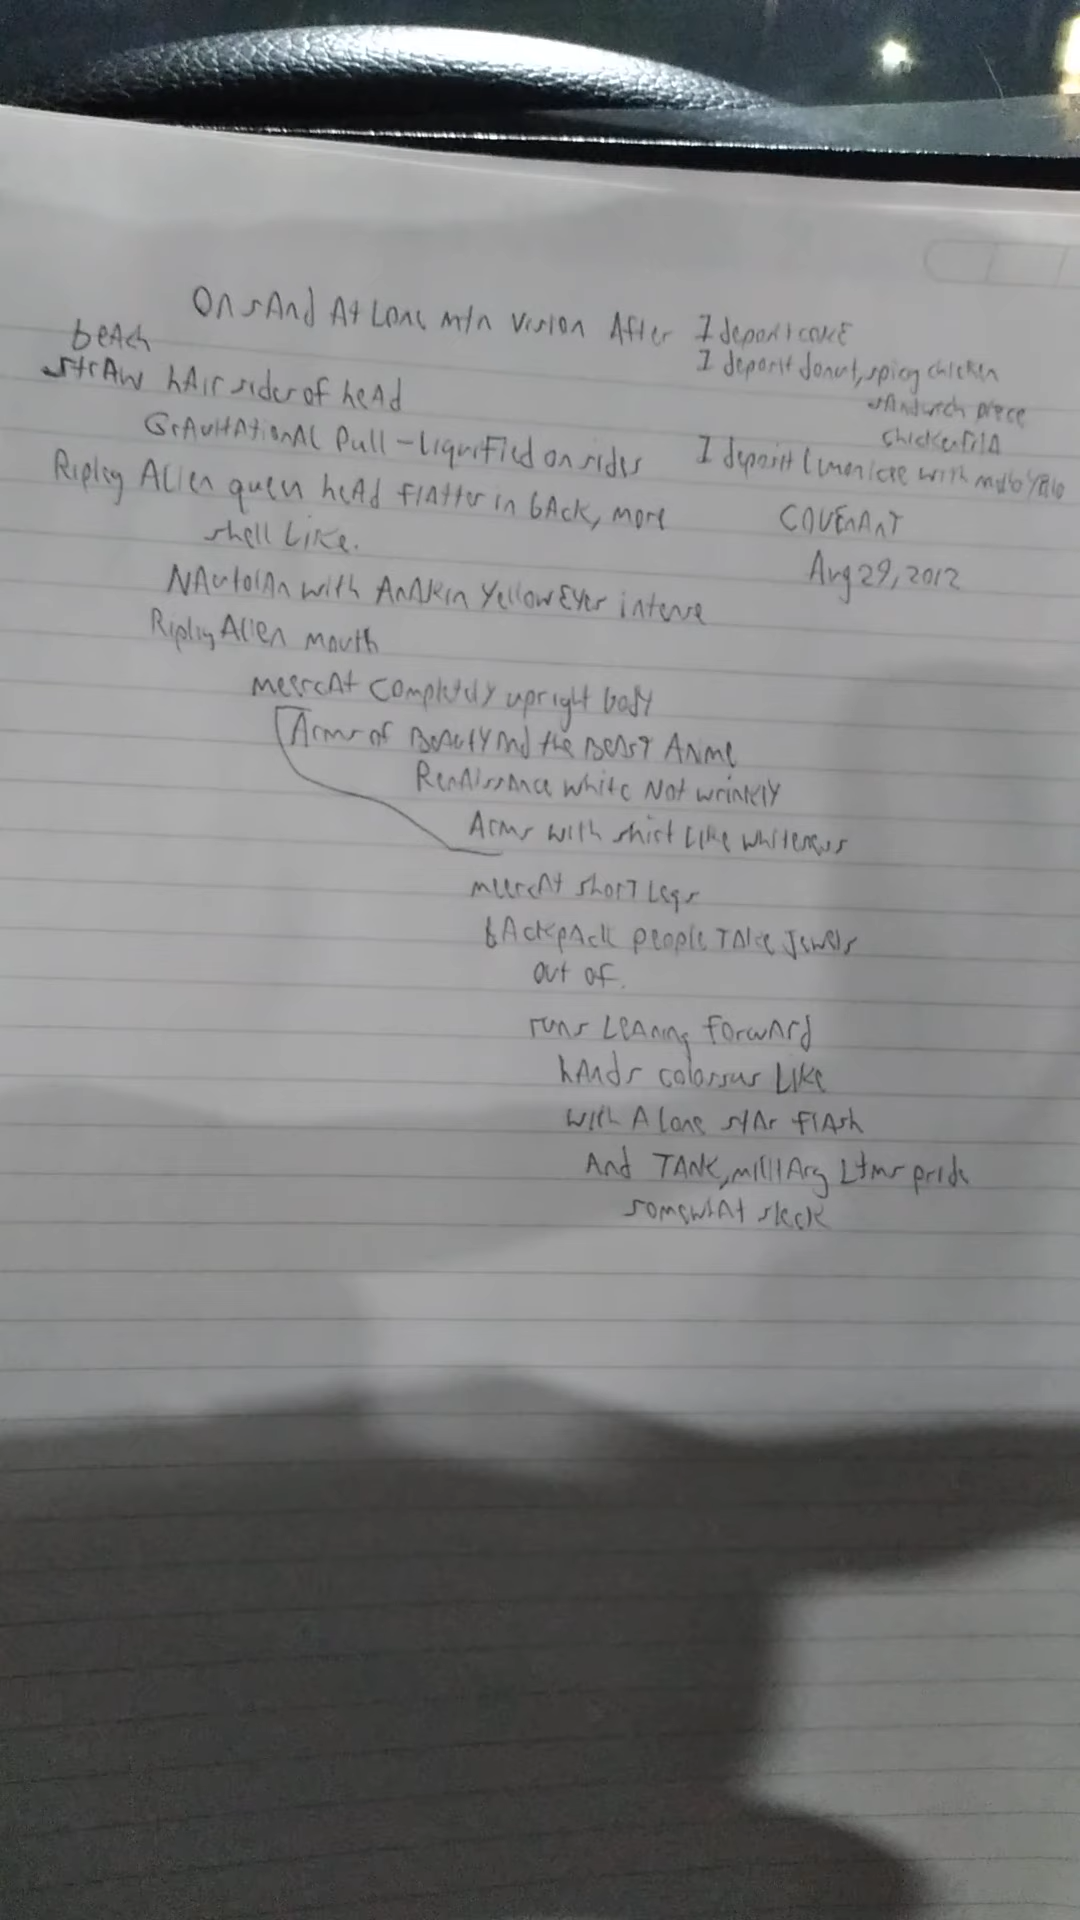 On sand At Lone mtn vision After
beach
straw hair sides of head
Gravitational Pull - Liquified on sides
Ripley Alien queen head flatter in back, more
shell like.
Nautolan with Anakin Yellow Eyes intense
Ripley Alien mouth
meercat completely upright body
Arms of Beauty and the Beast Anime
Renaissance white Not wrinkly
Arms with shirt like whiteness
meercat short legs
backpack people Take Jewels
out of.
runs Leaning forward
hands colossus Like
with A lone star flash
And TANK, military
pride
somewhat sleek
I deposit coke
I deposit donut, spicy chicken
sandwich piece
chickenfilA
I deposit with mello yello
COVENANT
Aug 29, 2012